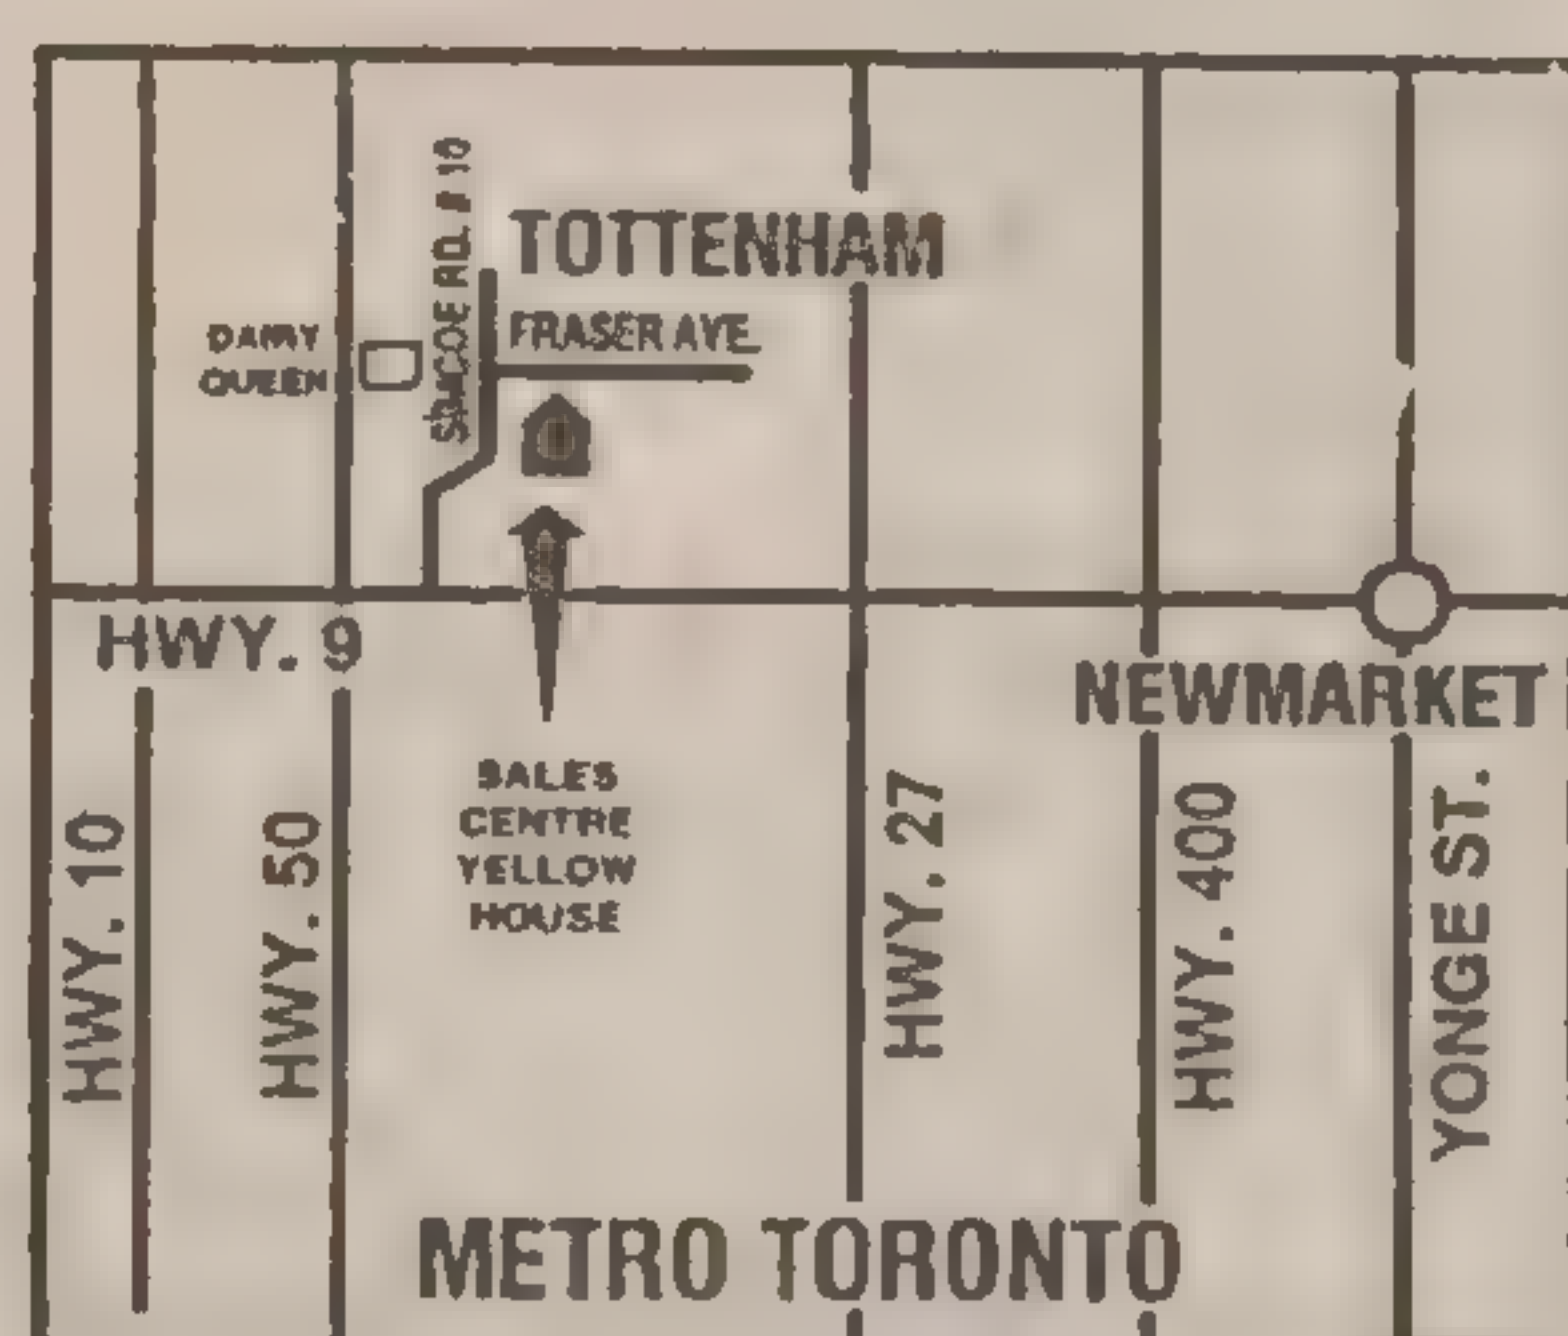 SIMCOE RD. # 10
TOTTENHAM
FRASER AVE.
DAIRY
QUEEN
HWY. 9
NEWMARKET
SALES
CENTRE
YELLOW
HOUSE
HWY. 10
HWY. 50
HWY. 27
HWY. 400
YONGE ST.
METRO TORONTO